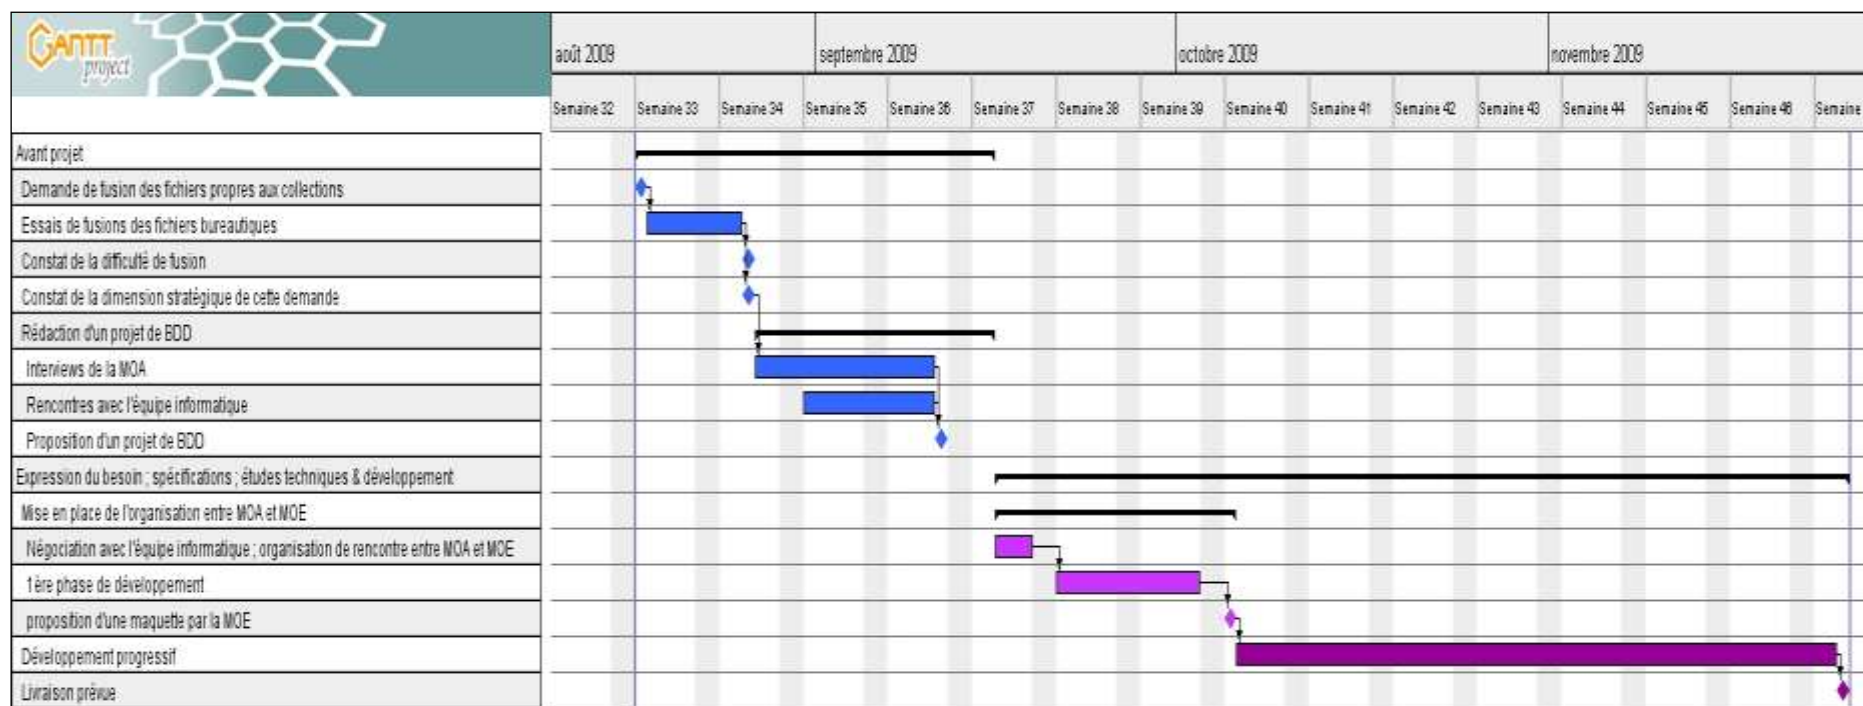 GANTT
project
août 2009 septembre 2009 octobre 2009 novembre 2009
Semaine 32 Semaine 33 Semaine 34 Semaine 35 Semaine 36 Semaine 37 Semaine 38 Semaine 39 Semaine 40 Semaine 41 Semaine 42 Semaine 43 Semaine 44 Semaine 45 Semaine 46 Semaine
Avant projet
Demande de fusion des fichiers propres aux collections
Essais de fusions des fichiers bureautiques
Constat de la difficulté de fusion
Constat de la dimension stratégique de cette demande
Rédaction d'un projet de BDD
Interviews de la MOA
Rencontres avec l'équipe informatique
Proposition d'un projet de BDD
Expression du besoin ; spécifications ; études techniques & développement
Mise en place de l'organisation entre MOA et MOE
Négociation avec l'équipe informatique ; organisation de rencontre entre MOA et MOE
1ère phase de développement
proposition d'une maquette par la MOE
Développement progressif
Livraison prévue